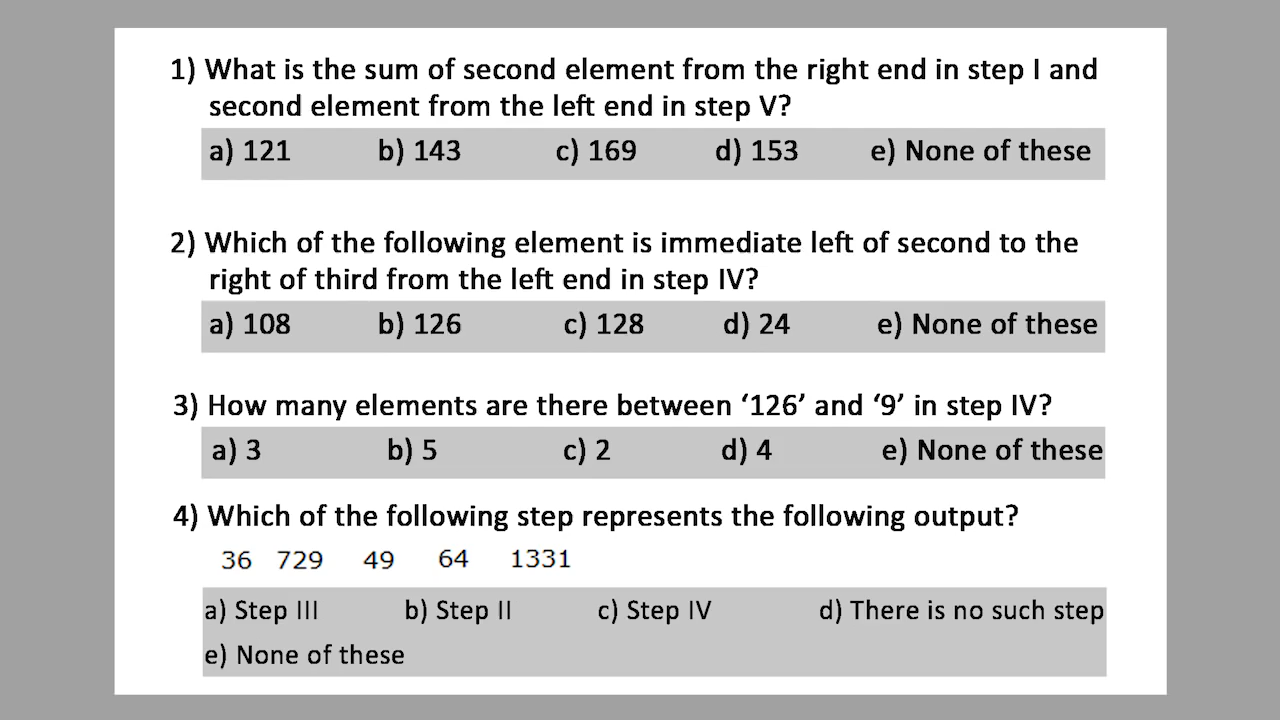 1) What is the sum of second element from the right end in step I and
second element from the left end in step V?
a) 121 b) 143 c) 169 d) 153 e) None of these
2) Which of the following element is immediate left of second to the
right of third from the left end in step IV?
a) 108 b) 126 c) 128 d) 24 e) None of these
3) How many elements are there between ‘126’ and ‘9’ in step IV?
a) 3 b) 5 c) 2 d) 4 e) None of these
4) Which of the following step represents the following output?
36 729 49 64 1331
a) Step III b) Step II c) Step IV d) There is no such step
e) None of these